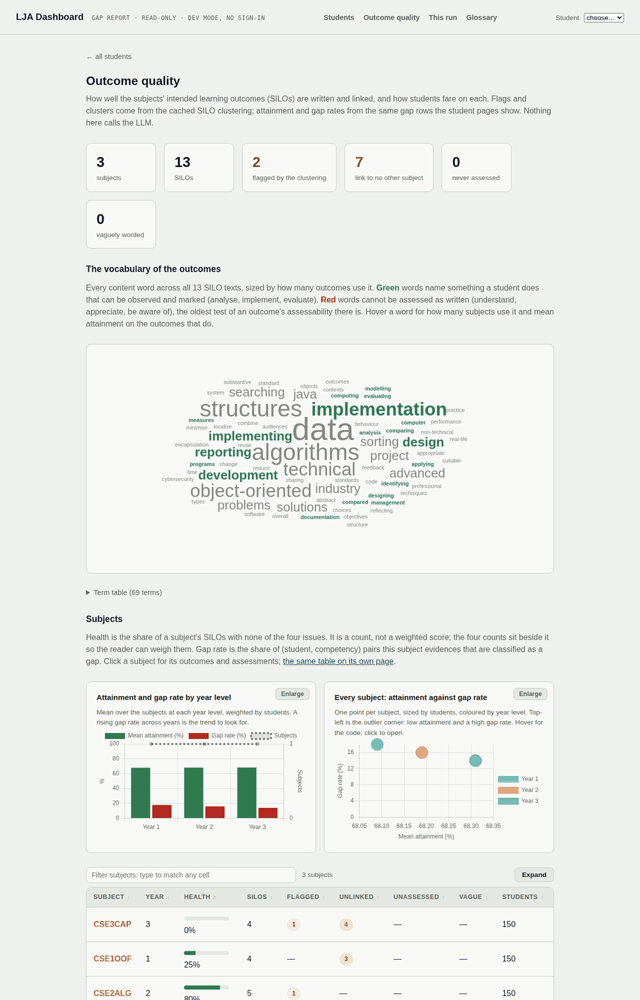 LJA Dashboard GAP REPORT · READ-ONLY · DEV MODE, NO SIGN-IN Students Outcome quality This run Glossary Student choose…
← all students
Outcome quality
How well the subjects' intended learning outcomes (SILOs) are written and linked, and how students fare on each. Flags and
clusters come from the cached SILO clustering; attainment and gap rates from the same gap rows the student pages show. Nothing
here calls the LLM.
3 13 2 7 0
subjects SILOs flagged by the clustering link to no other subject never assessed
0
vaguely worded
The vocabulary of the outcomes
Every content word across all 13 SILO texts, sized by how many outcomes use it. Green words name something a student does
that can be observed and marked (analyse, implement, evaluate). Red words cannot be assessed as written (understand,
appreciate, be aware of), the oldest test of an outcome's assessability there is. Hover a word for how many subjects use it and mean
attainment on the outcomes that do.
substantive standard objects outcomes
system searching java contexts modelling
computing evaluating
structures implementation practice
measures combine data behaviour computer performance
minimise localise audiences analysis comparing non-technical
implementing sorting design real-life
encapsulation reuse
reporting algorithms project appropriate
programs change reduce technical feedback applying suitable
time development advanced
cybersecurity sharing standards code identifying professional
object-oriented industry designing techniques
types problems solutions abstract compared management
choices reflecting
software overall documentation objectives
structure
▶ Term table (69 terms)
Subjects
Health is the share of a subject's SILOs with none of the four issues. It is a count, not a weighted score; the four counts sit beside it
so the reader can weigh them. Gap rate is the share of (student, competency) pairs this subject evidences that are classified as a
gap. Click a subject for its outcomes and assessments; the same table on its own page.
Attainment and gap rate by year level Enlarge
Mean over the subjects at each year level, weighted by students. A
rising gap rate across years is the trend to look for.
Mean attainment (%) Gap rate (%) Subjects
100 1
80
60
40
20
0 0
%
Subjects
Year 1 Year 2 Year 3
Every subject: attainment against gap rate Enlarge
One point per subject, sized by students, coloured by year level. Top-
left is the outlier corner: low attainment and a high gap rate. Hover for
the code; click to open.
16
12
8
4
0
Gap rate (%)
Year 1
Year 2
Year 3
68.05 68.10 68.15 68.20 68.25 68.30 68.35
Mean attainment (%)
Filter subjects: type to match any cell 3 subjects Expand
SUBJECT ↕ YEAR ↕ HEALTH ↑ SILOS ↕ FLAGGED ↕ UNLINKED ↕ UNASSESSED ↕ VAGUE ↕ STUDENTS ↕
CSE3CAP 3 0% 4 1 4 — — 150
CSE1OOF 1 25% 4 — 3 — — 150
CSE2ALG 2 80% 5 1 — — — 150